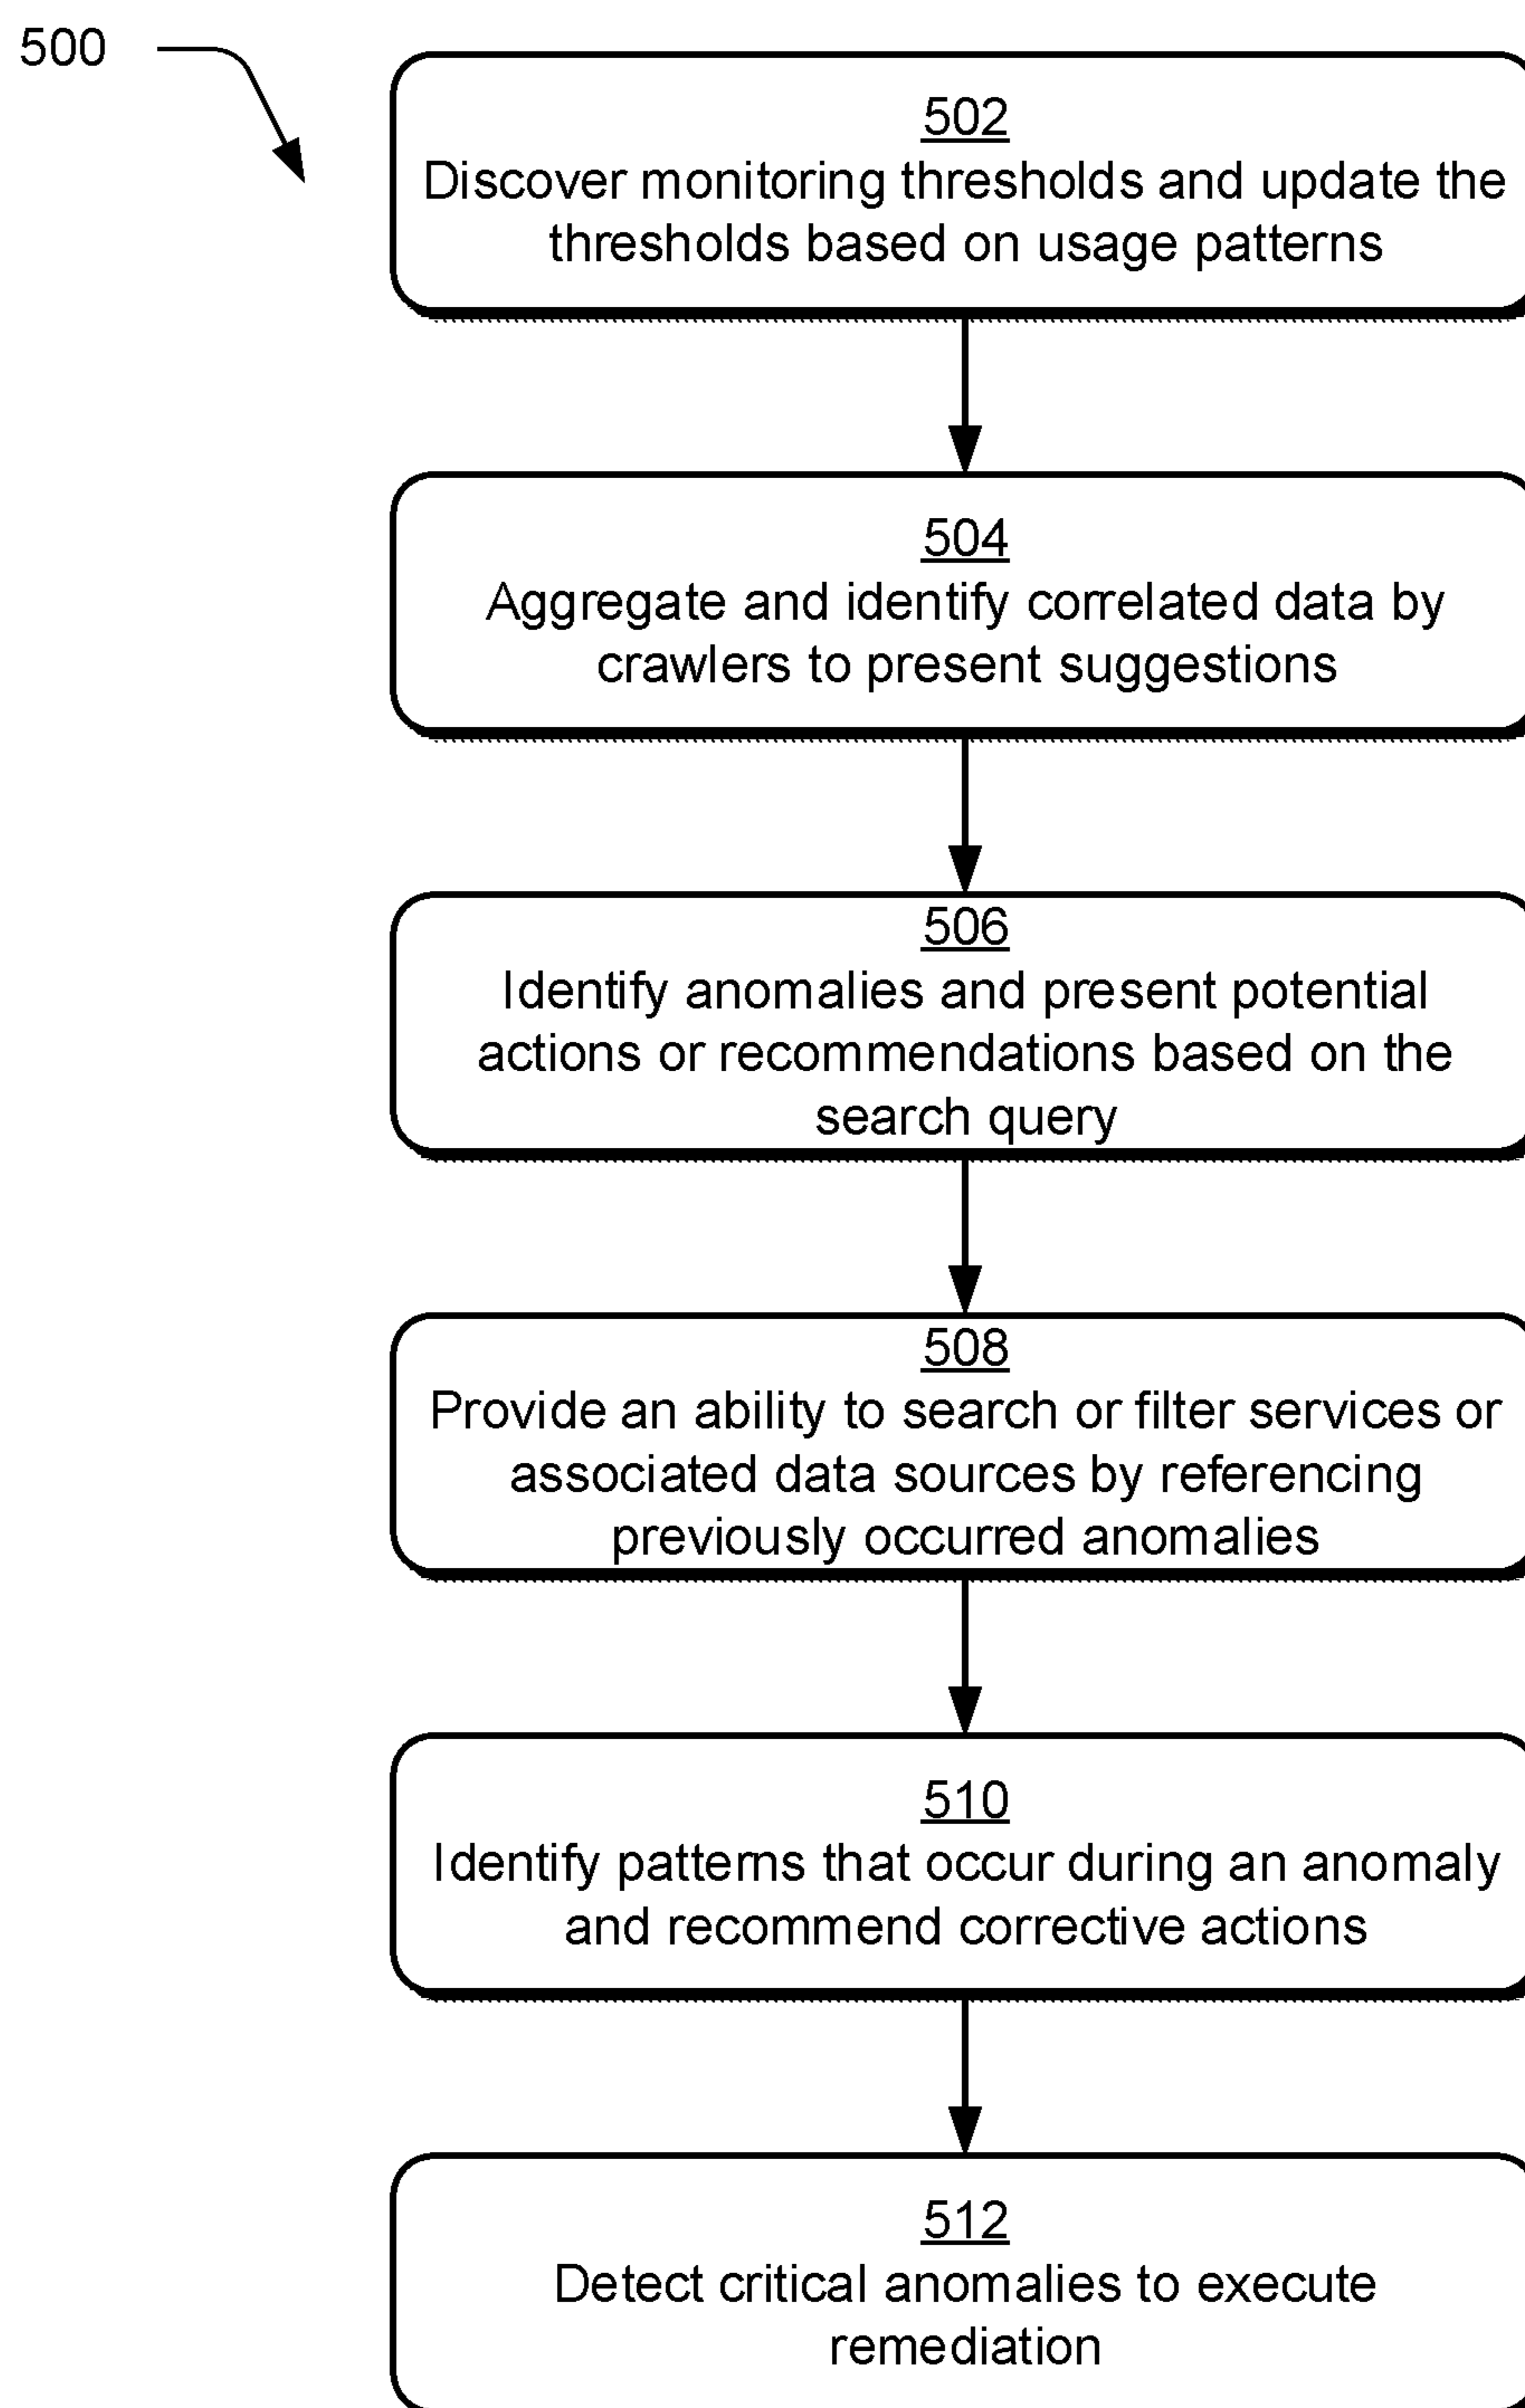 500
502
Discover monitoring thresholds and update the
thresholds based on usage patterns
504
Aggregate and identify correlated data by
crawlers to present suggestions
506
Identify anomalies and present potential
actions or recommendations based on the
search query
508
Provide an ability to search or filter services or
associated data sources by referencing
previously occurred anomalies
510
Identify patterns that occur during an anomaly
and recommend corrective actions
512
Detect critical anomalies to execute
remediation